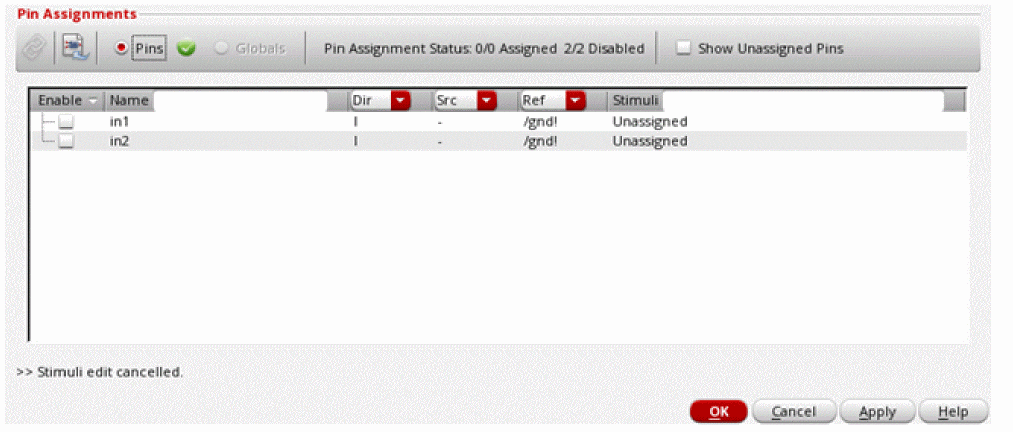 Pin Assignments
Pins Globals Pin Assignment Status: 0/0 Assigned 2/2 Disabled Show Unassigned Pins
Enable Name Dir Src Ref Stimuli
in1 I - /gnd! Unassigned
in2 I - /gnd! Unassigned
>> Stimuli edit cancelled.
OK Cancel Apply Help